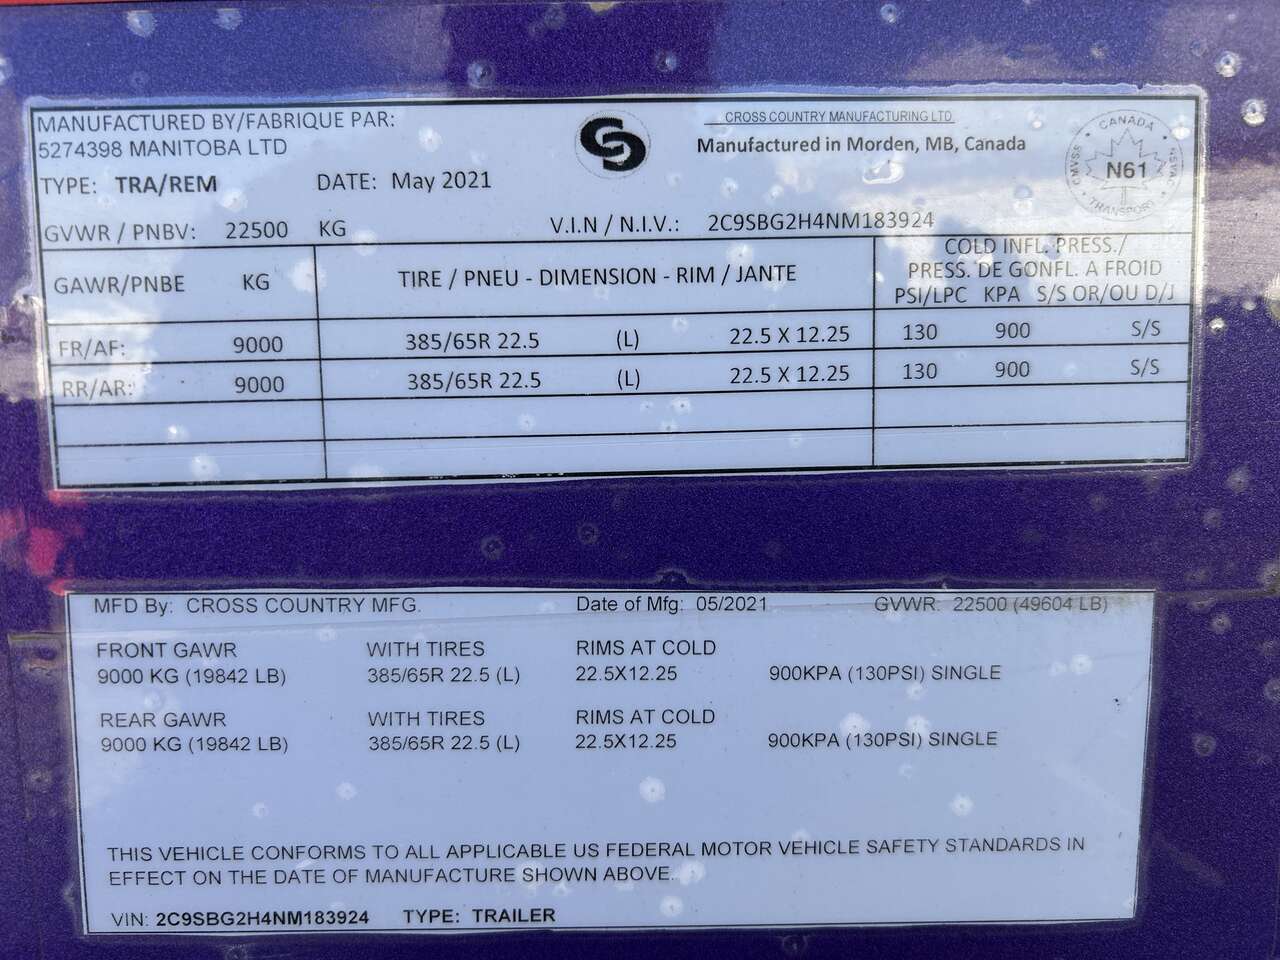 MANUFACTURED BY/FABRIQUE PAR:
5274398 MANITOBA LTD
CROSS COUNTRY MANUFACTURING LTD
Manufactured in Morden, MB, Canada
CANADA
CMVSS
NSVAC
N61
TRANSPORT
TYPE: TRA/REM DATE: May 2021
GVWR / PNBV: 22500 KG V.I.N / N.I.V.: 2C9SBG2H4NM183924
GAWR/PNBE KG TIRE / PNEU - DIMENSION - RIM / JANTE
COLD INFL. PRESS./
PRESS. DE GONFL. A FROID
PSI/LPC KPA S/S OR/OU D/J
FR/AF: 9000 385/65R 22.5 (L) 22.5 X 12.25 130 900 S/S
RR/AR: 9000 385/65R 22.5 (L) 22.5 X 12.25 130 900 S/S
MFD By: CROSS COUNTRY MFG. Date of Mfg: 05/2021 GVWR: 22500 (49604 LB)
FRONT GAWR WITH TIRES RIMS AT COLD
9000 KG (19842 LB) 385/65R 22.5 (L) 22.5X12.25 900KPA (130PSI) SINGLE
REAR GAWR WITH TIRES RIMS AT COLD
9000 KG (19842 LB) 385/65R 22.5 (L) 22.5X12.25 900KPA (130PSI) SINGLE
THIS VEHICLE CONFORMS TO ALL APPLICABLE US FEDERAL MOTOR VEHICLE SAFETY STANDARDS IN
EFFECT ON THE DATE OF MANUFACTURE SHOWN ABOVE.
VIN: 2C9SBG2H4NM183924 TYPE: TRAILER